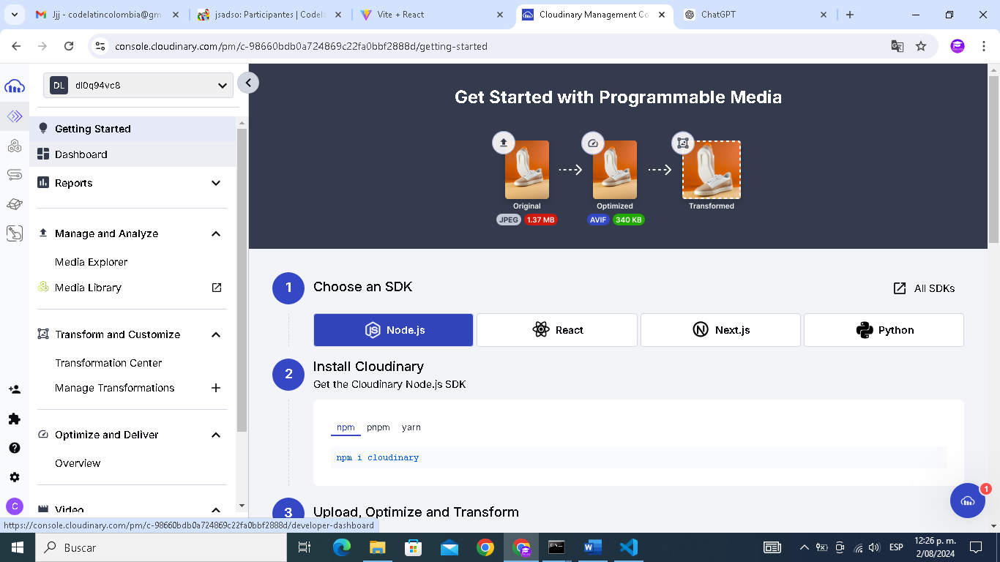 Jjj - codelatincolombia@gm
jsadso: Participantes | Codela
Vite + React
Cloudinary Management Co
ChatGPT
console.cloudinary.com/pm/c-98660bdb0a724869c22fa0bbf2888d/getting-started
DL
dl0q94vc8
Getting Started
Dashboard
Reports
Manage and Analyze
Media Explorer
Media Library
Transform and Customize
Transformation Center
Manage Transformations
Optimize and Deliver
Overview
Video
C
Get Started with Programmable Media
Original
Optimized
Transformed
JPEG
1.37 MB
AVIF
340 KB
1
Choose an SDK
All SDKs
Node.js
React
Next.js
Python
2
Install Cloudinary
Get the Cloudinary Node.js SDK
npm
pnpm
yarn
npm i cloudinary
3
Upload, Optimize and Transform
1
https://console.cloudinary.com/pm/c-98660bdb0a724869c22fa0bbf2888d/developer-dashboard
Buscar
ESP
12:26 p. m.
2/08/2024